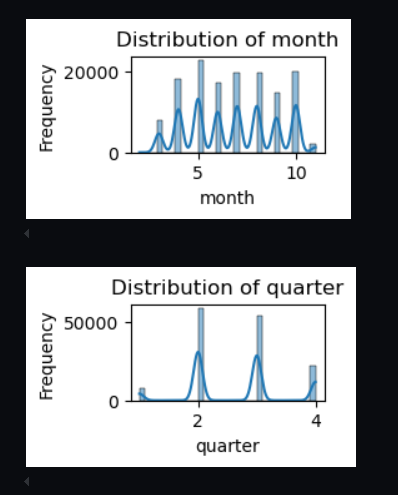 Distribution of month
20000
Frequency
0
5
10
month
Distribution of quarter
50000
Frequency
0
2
4
quarter